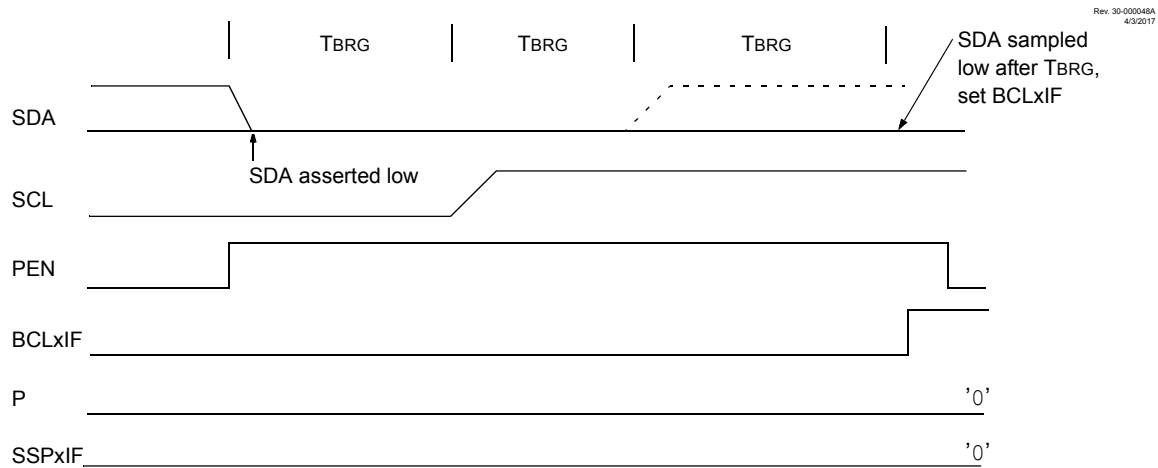 Rev. 30-000048A
4/3/2017
TBRG
TBRG
TBRG
SDA sampled
low after TBRG,
set BCLxIF
SDA
SDA asserted low
SCL
PEN
BCLxIF
P
'0'
SSPxIF
'0'